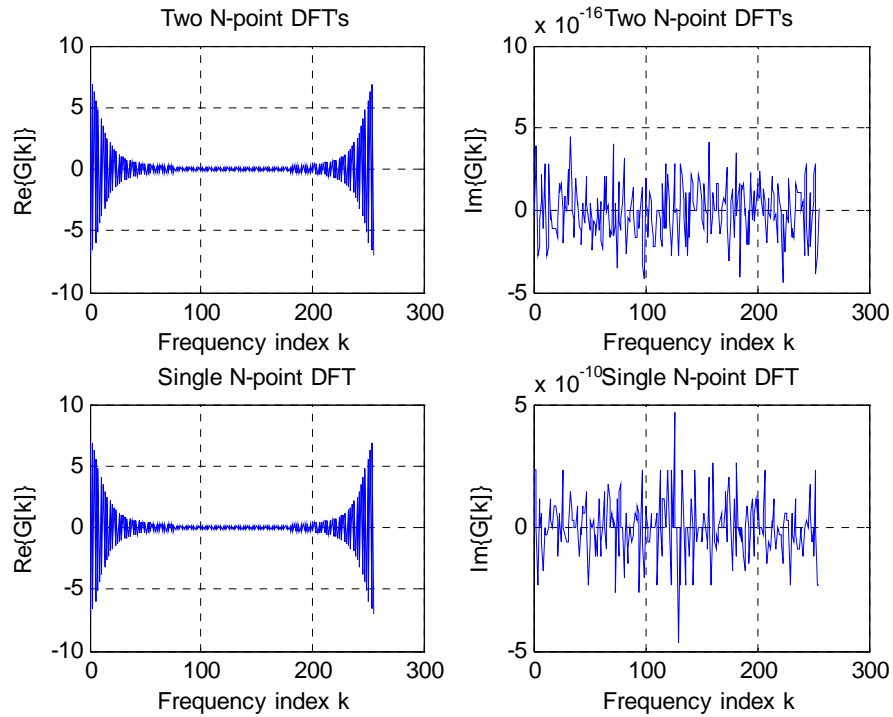 Two N-point DFT's
Re{G[k]}
10
5
0
-5
-10
0 100 200 300
Frequency index k
x 10^-16
Two N-point DFT's
Im{G[k]}
10
5
0
-5
0 100 200 300
Frequency index k
Single N-point DFT
Re{G[k]}
10
5
0
-5
-10
0 100 200 300
Frequency index k
x 10^-10
Single N-point DFT
Im{G[k]}
5
0
-5
0 100 200 300
Frequency index k